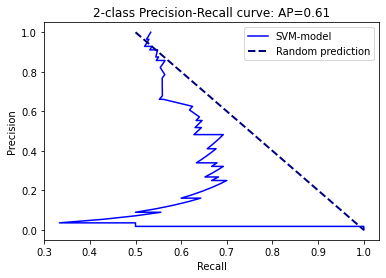 2-class Precision-Recall curve: AP=0.61
SVM-model
Random prediction
Precision
1.0
0.8
0.6
0.4
0.2
0.0
0.3 0.4 0.5 0.6 0.7 0.8 0.9 1.0
Recall